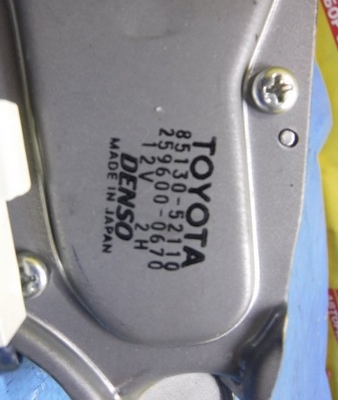 TOYOTA
85130-52110
259600-0670
12V 2H
DENSO
MADE IN JAPAN